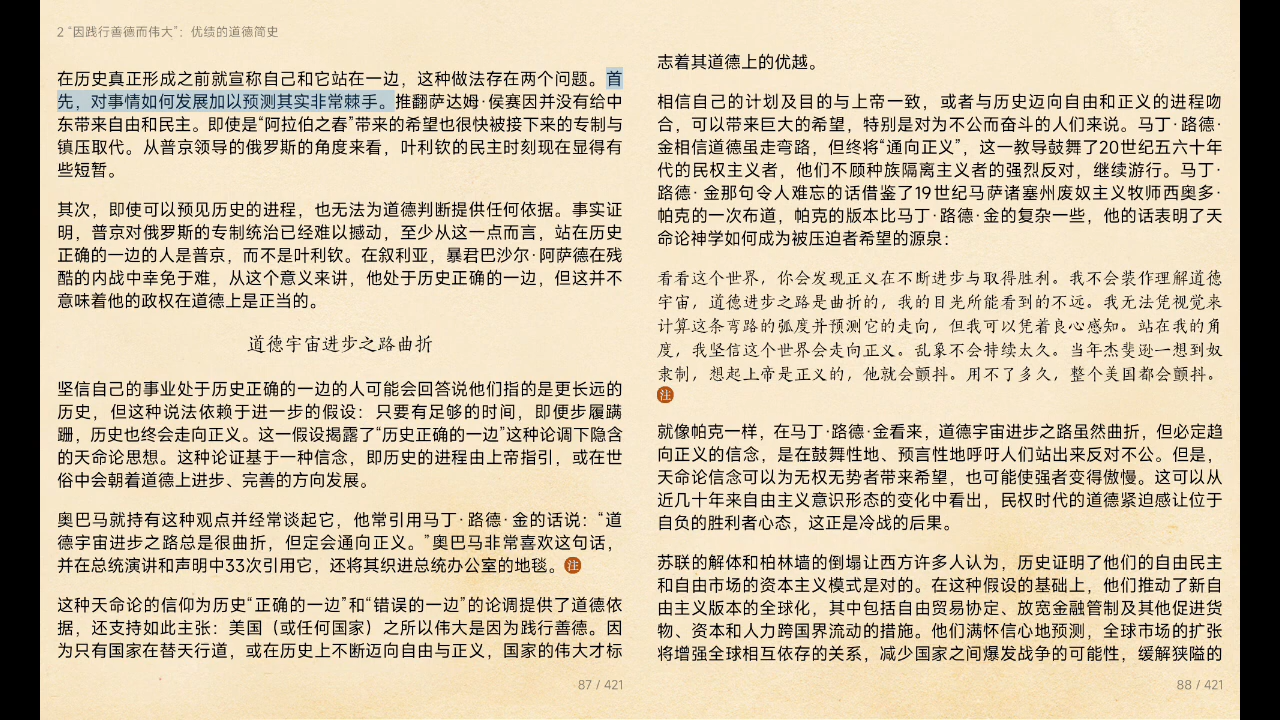 2 “因践行善德而伟大”：优绩的道德简史
在历史真正形成之前就宣称自己和它站在一边，这种做法存在两个问题。首
先，对事情如何发展加以预测其实非常棘手。推翻萨达姆·侯赛因并没有给中
东带来自由和民主。即使是“阿拉伯之春”带来的希望也很快被接下来的专制与
镇压取代。从普京领导的俄罗斯的角度来看，叶利钦的民主时刻现在显得有
些短暂。
其次，即使可以预见历史的进程，也无法为道德判断提供任何依据。事实证
明，普京对俄罗斯的专制统治已经难以撼动，至少从这一点而言，站在历史
正确的一边的人是普京，而不是叶利钦。在叙利亚，暴君巴沙尔·阿萨德在残
酷的内战中幸免于难，从这个意义来讲，他处于历史正确的一边，但这并不
意味着他的政权在道德上是正当的。
道德宇宙进步之路曲折
坚信自己的事业处于历史正确的一边的人可能会回答说他们指的是更长远的
历史，但这种说法依赖于进一步的假设：只要有足够的时间，即便步履蹒
跚，历史也终会走向正义。这一假设揭露了“历史正确的一边”这种论调下隐含
的天命论思想。这种论证基于一种信念，即历史的进程由上帝指引，或在世
俗中会朝着道德上进步、完善的方向发展。
奥巴马就持有这种观点并经常谈起它，他常引用马丁·路德·金的话说：“道
德宇宙进步之路总是很曲折，但定会通向正义。”奥巴马非常喜欢这句话，
并在总统演讲和声明中33次引用它，还将其织进总统办公室的地毯。注
这种天命论的信仰为历史“正确的一边”和“错误的一边”的论调提供了道德依
据，还支持如此主张：美国（或任何国家）之所以伟大是因为践行善德。因
为只有国家在替天行道，或在历史上不断迈向自由与正义，国家的伟大才标
87 / 421
志着其道德上的优越。
相信自己的计划及目的与上帝一致，或者与历史迈向自由和正义的进程吻
合，可以带来巨大的希望，特别是对为不公而奋斗的人们来说。马丁·路德·
金相信道德虽走弯路，但终将“通向正义”，这一教导鼓舞了20世纪五六十年
代的民权主义者，他们不顾种族隔离主义者的强烈反对，继续游行。马丁·
路德·金那句令人难忘的话借鉴了19世纪马萨诸塞州废奴主义牧师西奥多·
帕克的一次布道，帕克的版本比马丁·路德·金的复杂一些，他的话表明了天
命论神学如何成为被压迫者希望的源泉：
看看这个世界，你会发现正义在不断进步与取得胜利。我不会装作理解道德
宇宙，道德进步之路是曲折的，我的目光所能看到的不远。我无法凭视觉来
计算这条弯路的弧度并预测它的走向，但我可以凭着良心感知。站在我的角
度，我坚信这个世界会走向正义。乱象不会持续太久。当年杰斐逊一想到奴
隶制，想起上帝是正义的，他就会颤抖。用不了多久，整个美国都会颤抖。
注
就像帕克一样，在马丁·路德·金看来，道德宇宙进步之路虽然曲折，但必定趋
向正义的信念，是在鼓舞性地、预言性地呼吁人们站出来反对不公。但是，
天命论信念可以为无权无势者带来希望，也可能使强者变得傲慢。这可以从
近几十年来自由主义意识形态的变化中看出，民权时代的道德紧迫感让位于
自负的胜利者心态，这正是冷战的后果。
苏联的解体和柏林墙的倒塌让西方许多人认为，历史证明了他们的自由民主
和自由市场的资本主义模式是对的。在这种假设的基础上，他们推动了新自
由主义版本的全球化，其中包括自由贸易协定、放宽金融管制及其他促进货
物、资本和人力跨国界流动的措施。他们满怀信心地预测，全球市场的扩张
将增强全球相互依存的关系，减少国家之间爆发战争的可能性，缓解狭隘的
88 / 421